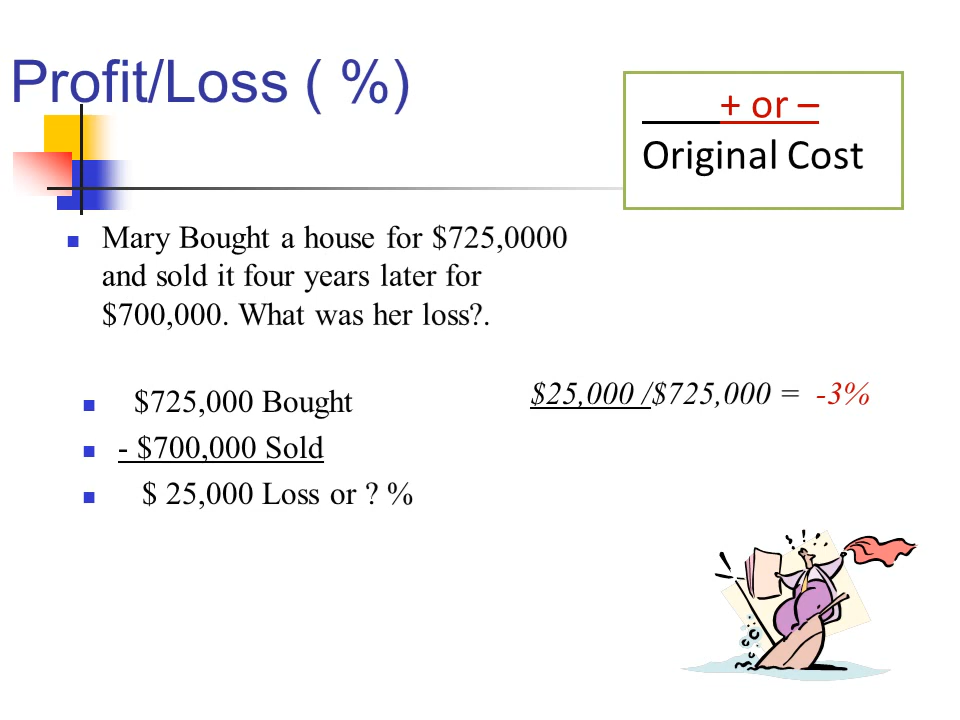 Profit/Loss ( %)
+ or –
Original Cost
Mary Bought a house for $725,0000
and sold it four years later for
$700,000. What was her loss?.
$725,000 Bought
- $700,000 Sold
$ 25,000 Loss or ? %
$25,000 /$725,000 = -3%